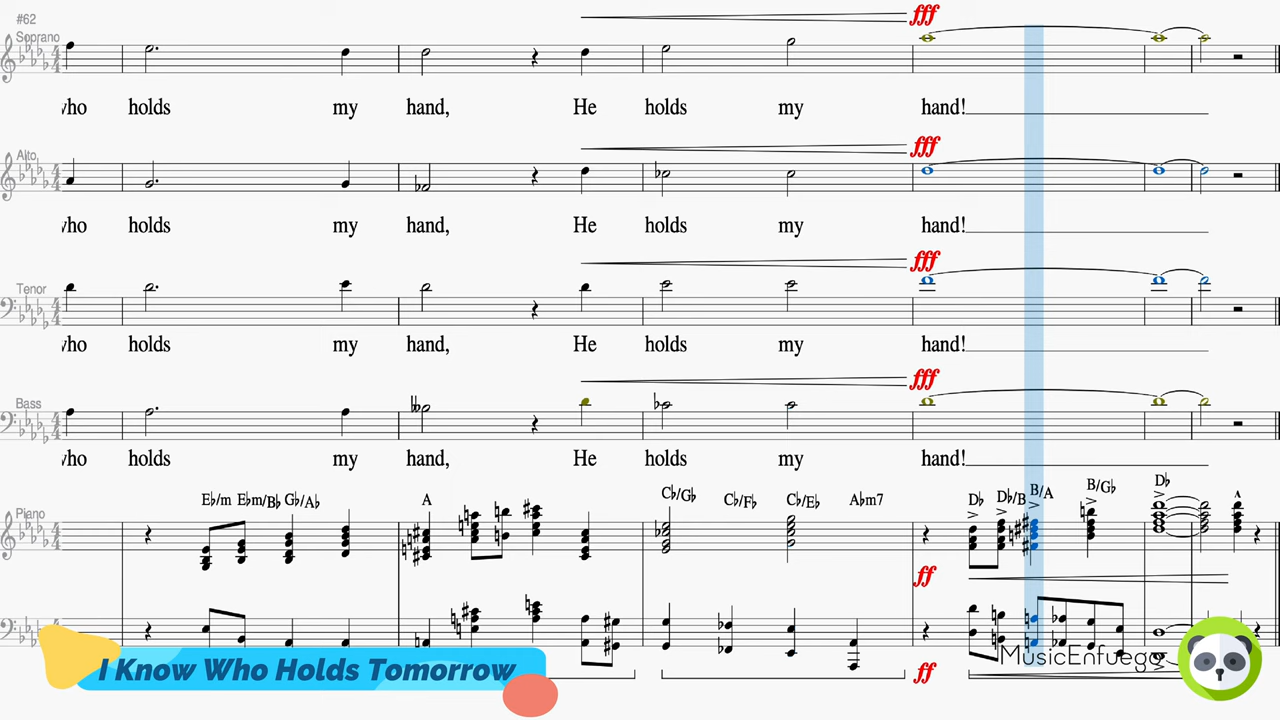 #62
fff
Soprano
who holds my hand, He holds my hand!
fff
Alto
who holds my hand, He holds my hand!
fff
Tenor
who holds my hand, He holds my hand!
fff
Bass
who holds my hand, He holds my hand!
E♭/m E♭m/B♭ G♭/A♭ A C♭/G♭ C♭/F♭ C♭/E♭ A♭m7 D♭ D♭/B B/A B/G♭ D♭
Piano
ff
MusicEnfuego
I Know Who Holds Tomorrow
ff